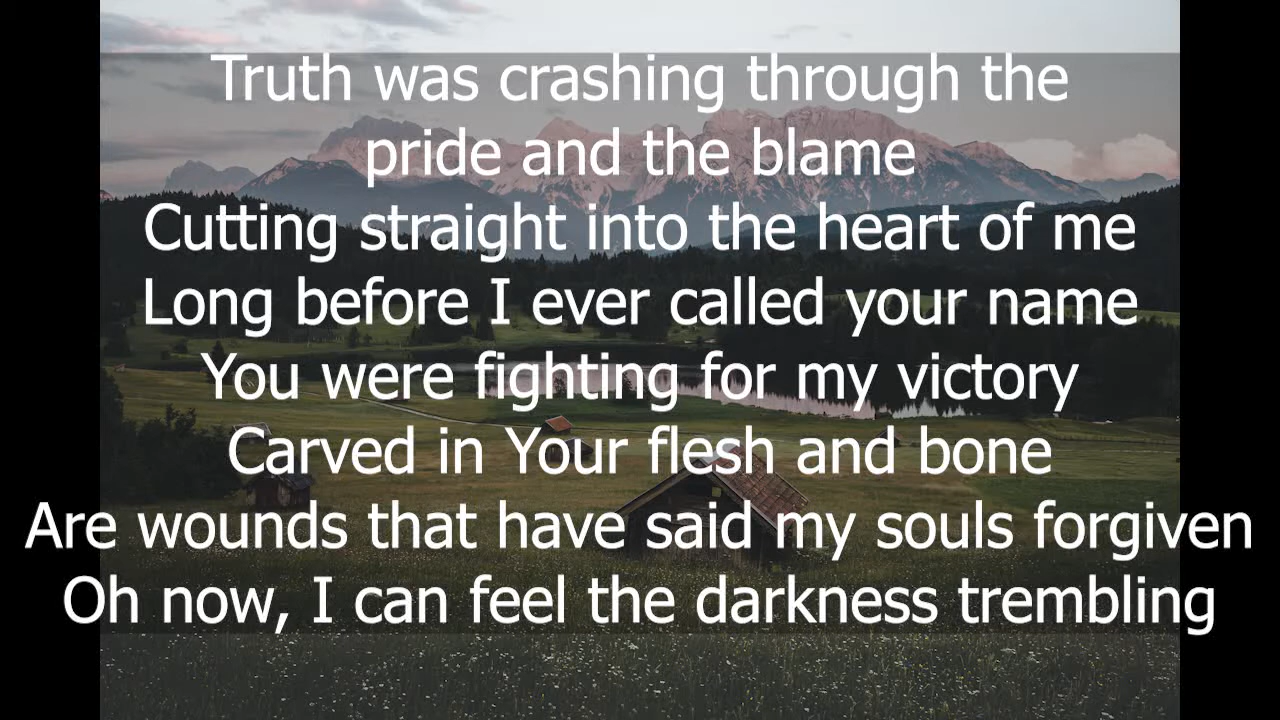 Truth was crashing through the
pride and the blame
Cutting straight into the heart of me
Long before I ever called your name
You were fighting for my victory
Carved in Your flesh and bone
Are wounds that have said my souls forgiven
Oh now, I can feel the darkness trembling